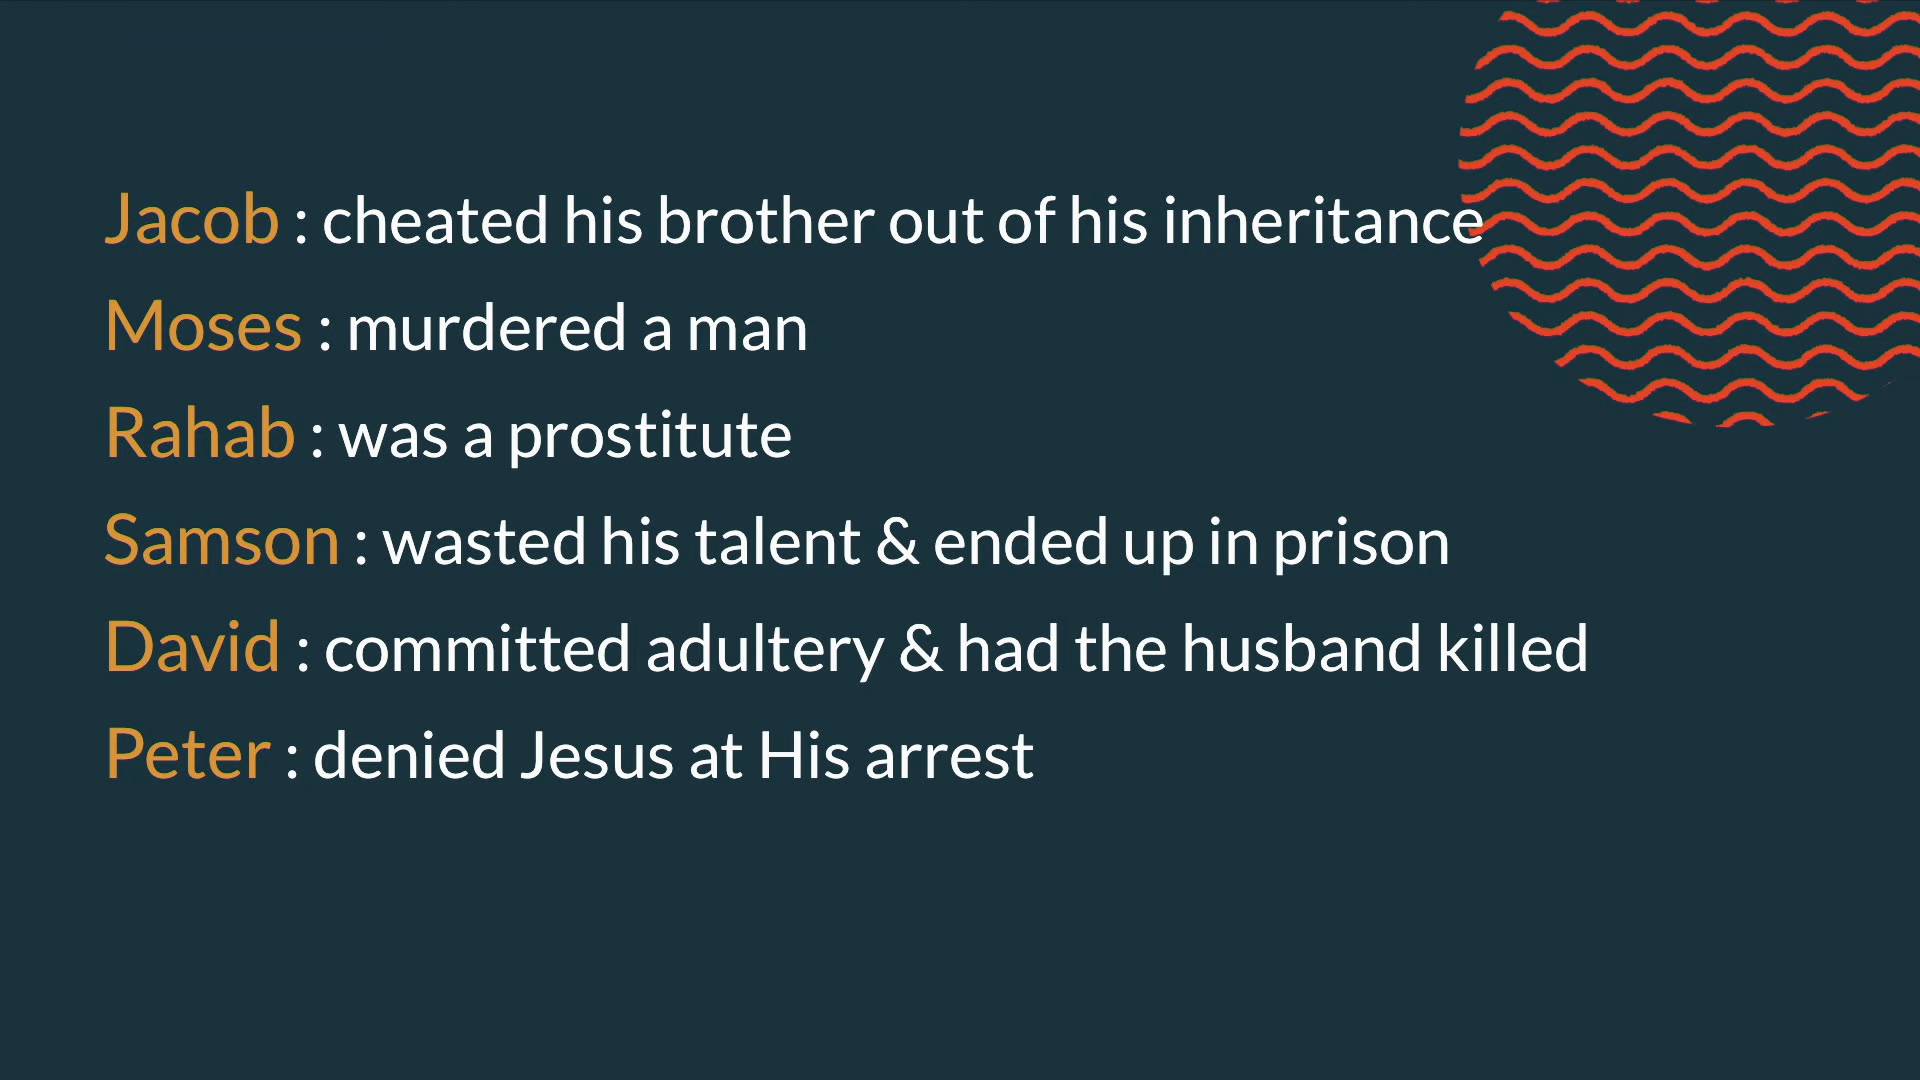 Jacob : cheated his brother out of his inheritance
Moses : murdered a man
Rahab : was a prostitute
Samson : wasted his talent & ended up in prison
David : committed adultery & had the husband killed
Peter : denied Jesus at His arrest